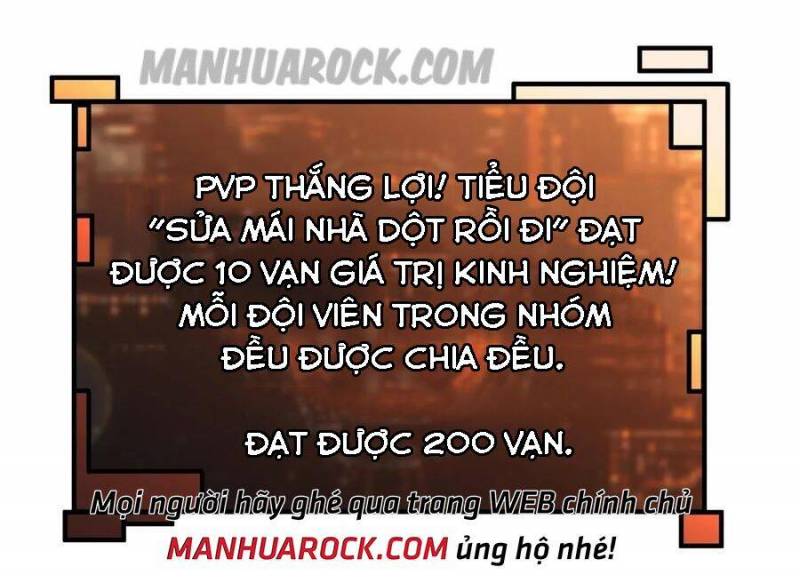 MANHUAROCK.COM
PVP THẮNG LỢI! TIỂU ĐỘI
"SỬA MÁI NHÀ DỘT RỒI ĐI" ĐẠT
ĐƯỢC 10 VẠN GIÁ TRỊ KINH NGHIỆM!
MỖI ĐỘI VIÊN TRONG NHÓM
ĐỀU ĐƯỢC CHIA ĐỀU.
ĐẠT ĐƯỢC 200 VẠN.
Mọi người hãy ghé qua trang WEB chính chủ
MANHUAROCK.COM ủng hộ nhé!